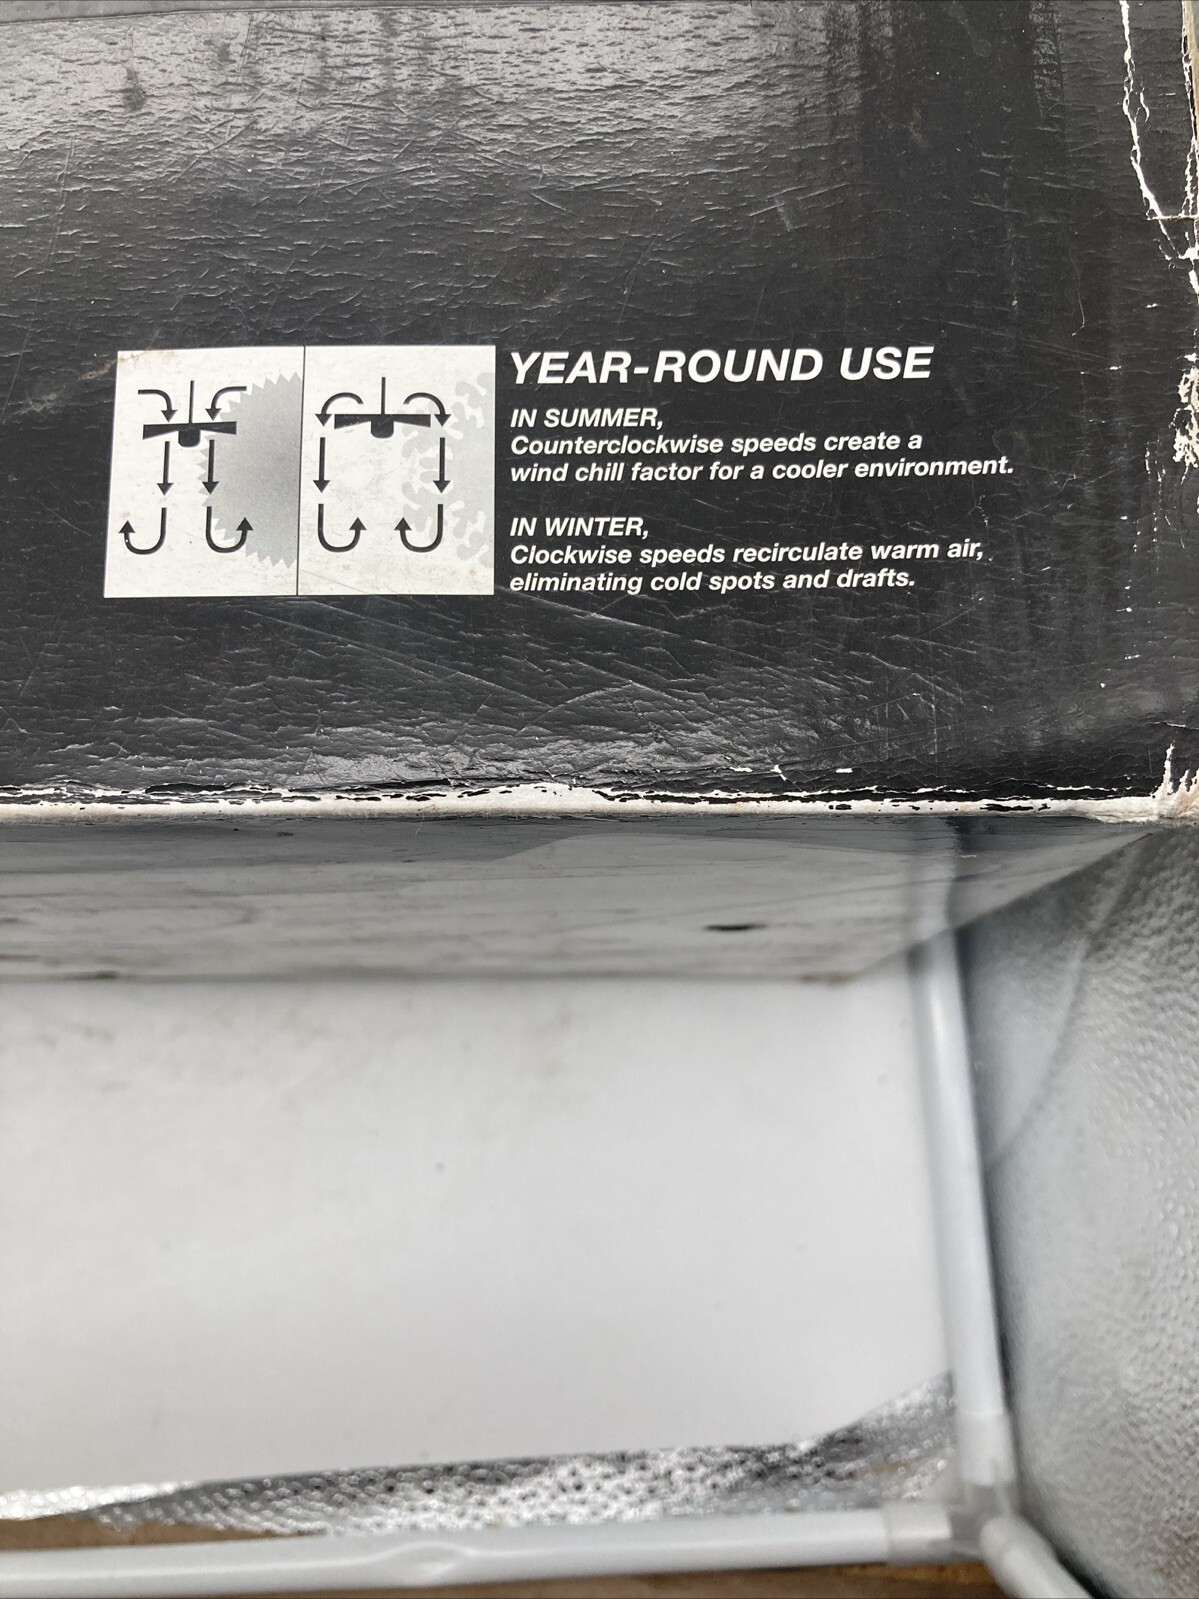 YEAR-ROUND USE
IN SUMMER,
Counterclockwise speeds create a
wind chill factor for a cooler environment.
IN WINTER,
Clockwise speeds recirculate warm air,
eliminating cold spots and drafts.